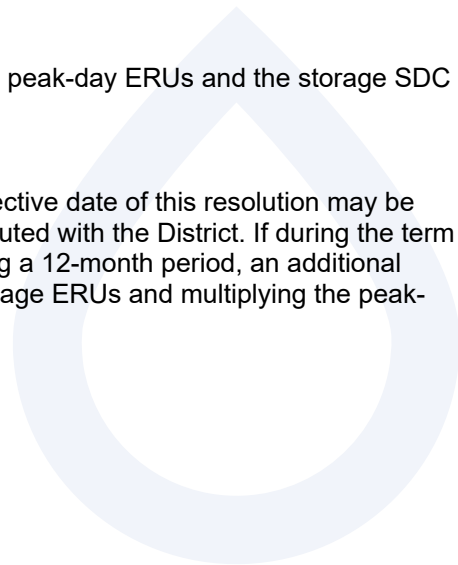 peak-day ERUs and the storage SDC
ective date of this resolution may be
uted with the District. If during the term
g a 12-month period, an additional
age ERUs and multiplying the peak-